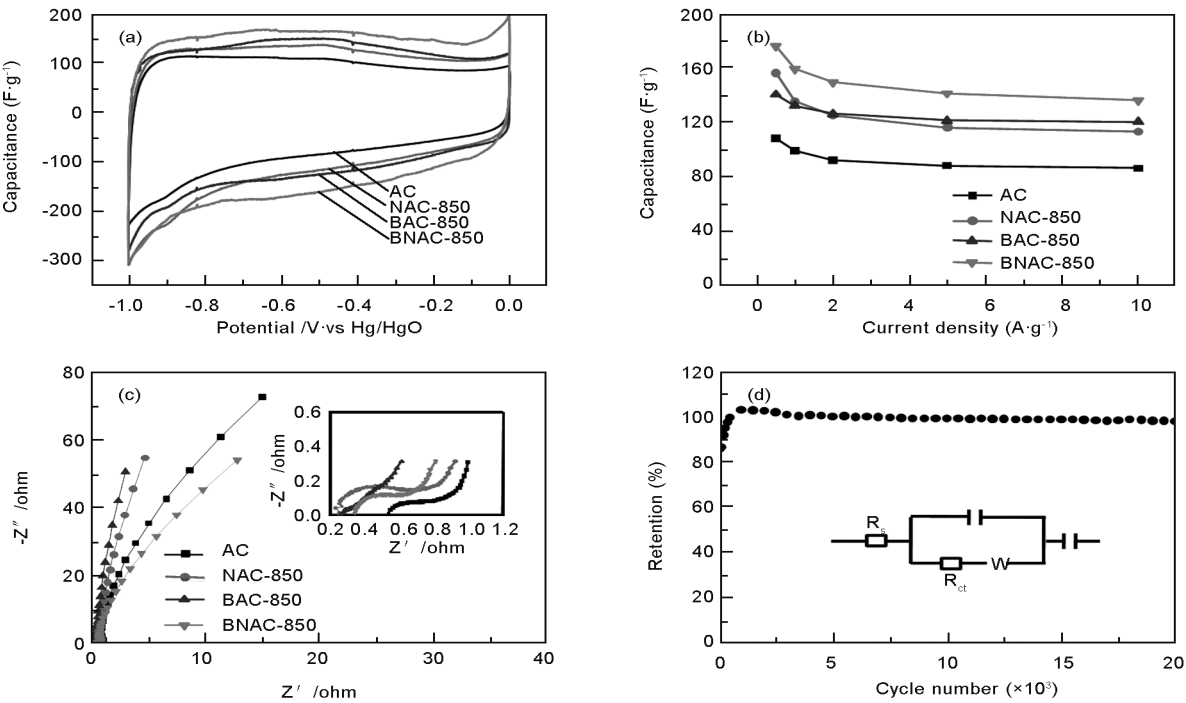 (a)
Capacitance (F·g⁻¹)
200
100
0
-100
-200
-300
AC
NAC-850
BAC-850
BNAC-850
-1.0 -0.8 -0.6 -0.4 -0.2 0.0
Potential /V·vs Hg/HgO
(b)
Capacitance (F·g⁻¹)
200
160
120
80
40
0
AC
NAC-850
BAC-850
BNAC-850
0 2 4 6 8 10
Current density (A·g⁻¹)
(c)
-Z″ /ohm
80
60
40
20
0
-Z″ /ohm
0.6
0.4
0.2
0.0
0.2 0.4 0.6 0.8 1.0 1.2
Z′ /ohm
AC
NAC-850
BAC-850
BNAC-850
0 10 20 30 40
Z′ /ohm
(d)
Retention (%)
120
100
80
60
40
20
0
Rs
Rct
W
0 5 10 15 20
Cycle number (×10³)